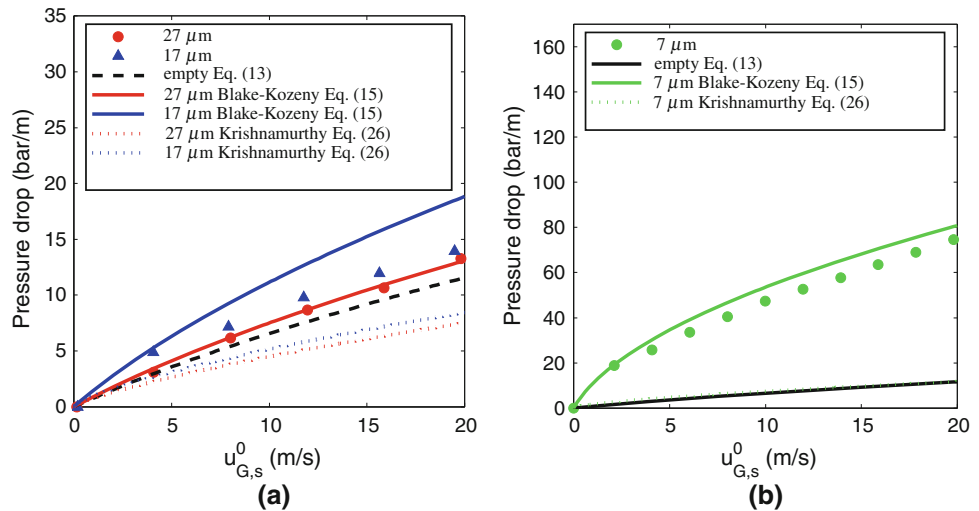 35
30
25
20
15
10
5
0
Pressure drop (bar/m)
27 μm
17 μm
empty Eq. (13)
27 μm Blake-Kozeny Eq. (15)
17 μm Blake-Kozeny Eq. (15)
27 μm Krishnamurthy Eq. (26)
17 μm Krishnamurthy Eq. (26)
0 5 10 15 20
u⁰G,s (m/s)
(a)
160
140
120
100
80
60
40
20
0
Pressure drop (bar/m)
7 μm
empty Eq. (13)
7 μm Blake-Kozeny Eq. (15)
7 μm Krishnamurthy Eq. (26)
0 5 10 15 20
u⁰G,s (m/s)
(b)